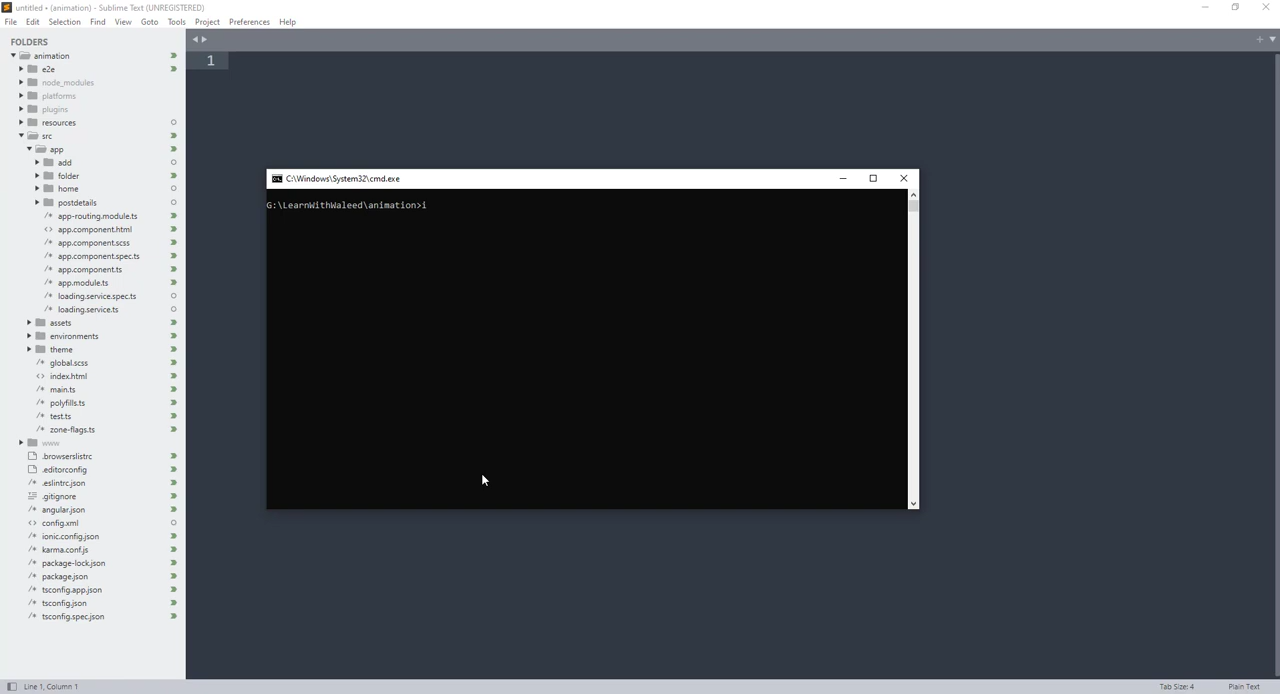 untitled • (animation) - Sublime Text (UNREGISTERED)
File Edit Selection Find View Goto Tools Project Preferences Help
FOLDERS
animation
e2e
node_modules
platforms
plugins
resources
src
app
add
folder
home
postdetails
/* app-routing.module.ts
<> app.component.html
/* app.component.scss
/* app.component.spec.ts
/* app.component.ts
/* app.module.ts
/* loading.service.spec.ts
/* loading.service.ts
assets
environments
theme
/* global.scss
<> index.html
/* main.ts
/* polyfills.ts
/* test.ts
/* zone-flags.ts
www
.browserslistrc
.editorconfig
/* .eslintrc.json
.gitignore
/* angular.json
<> config.xml
/* ionic.config.json
/* karma.conf.js
/* package-lock.json
/* package.json
/* tsconfig.app.json
/* tsconfig.json
/* tsconfig.spec.json
1
C:\Windows\System32\cmd.exe
G:\LearnWithWaleed\animation>i
Line 1, Column 1
Tab Size: 4
Plain Text